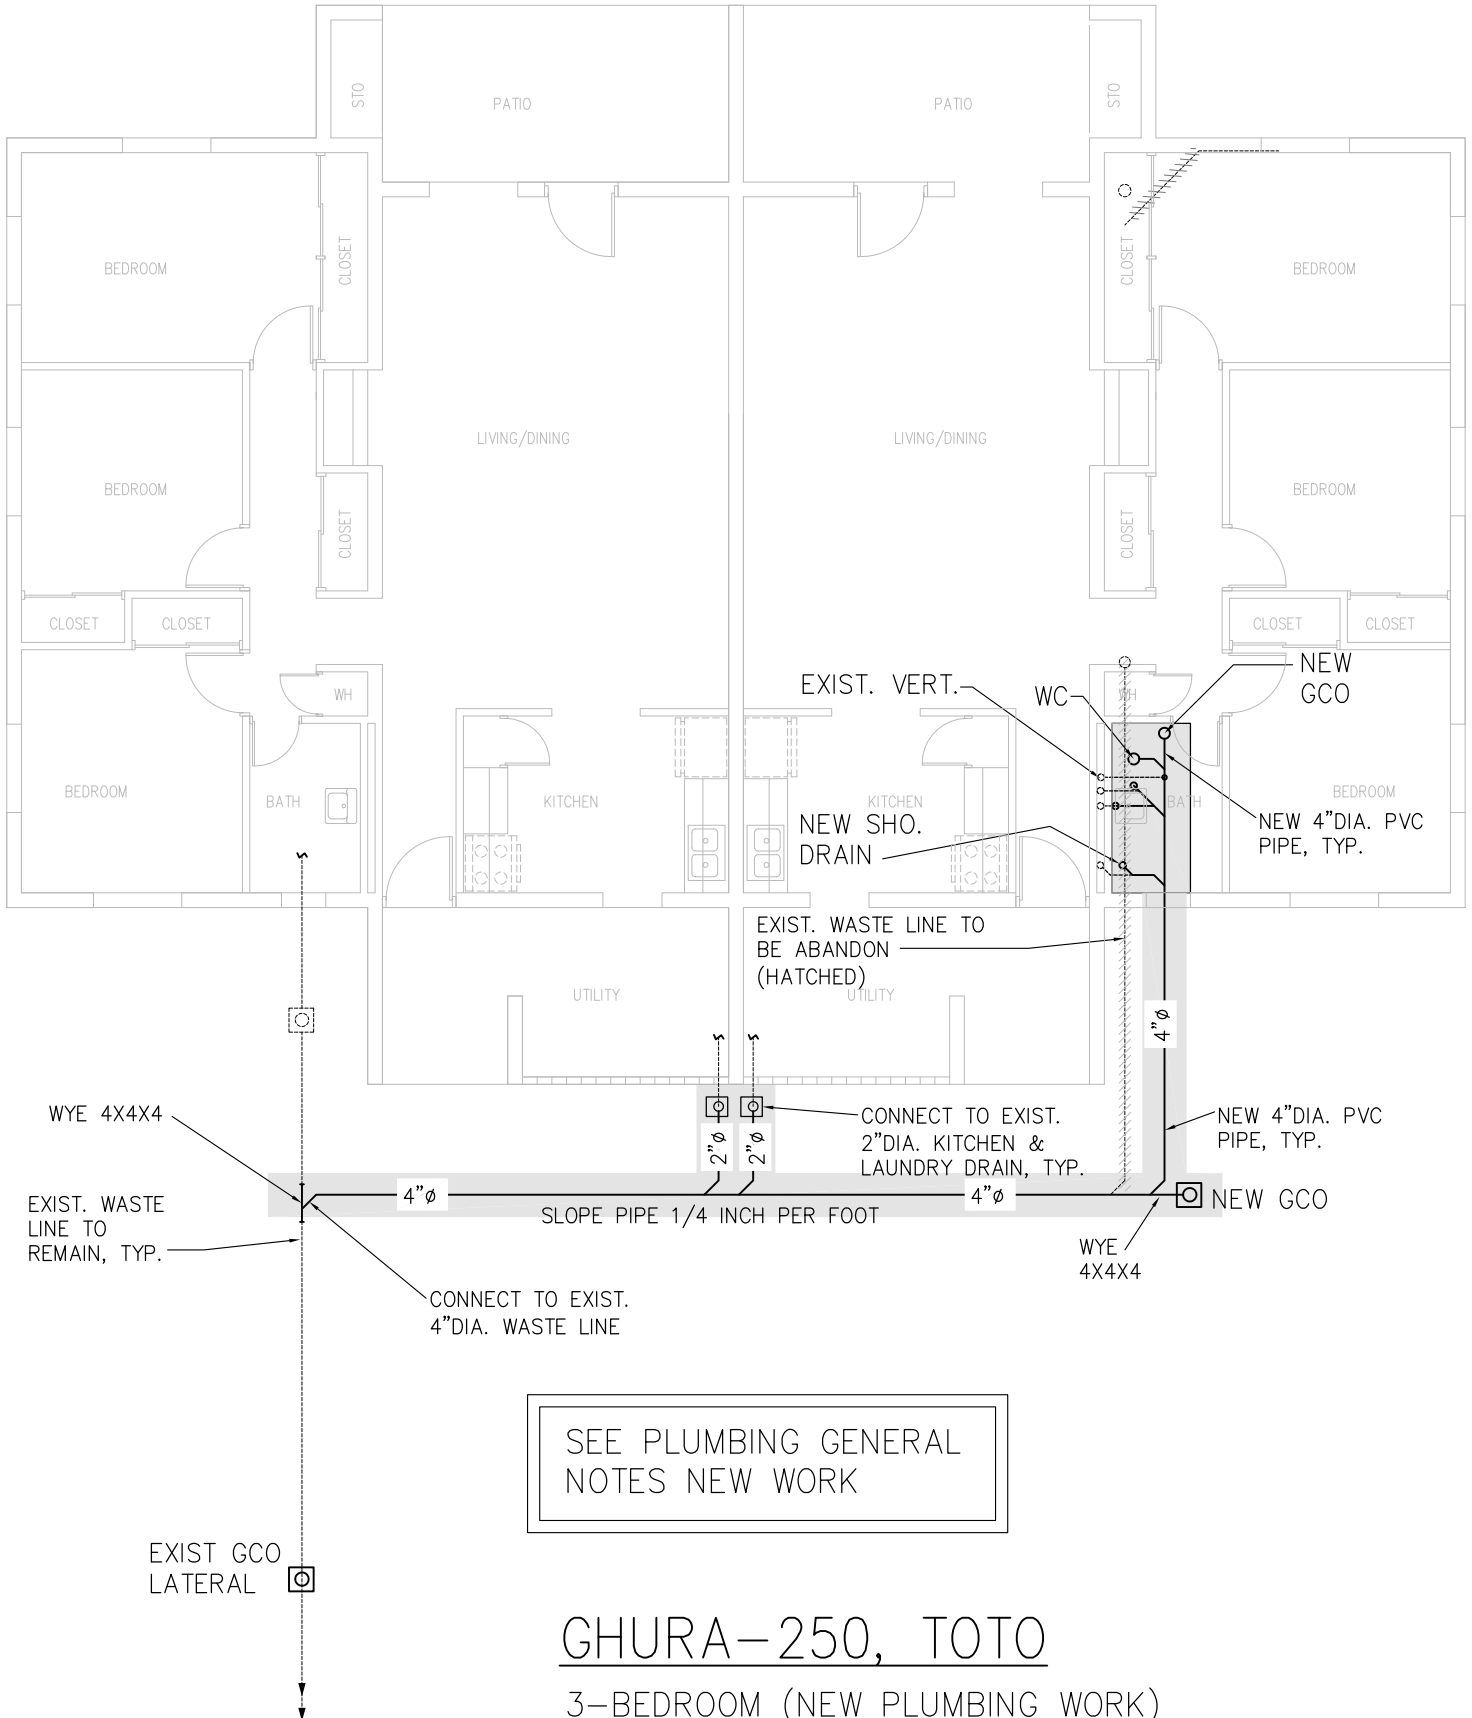 STO
PATIO
PATIO
STO
BEDROOM
CLOSET
CLOSET
BEDROOM
LIVING/DINING
LIVING/DINING
BEDROOM
CLOSET
CLOSET
BEDROOM
CLOSET
CLOSET
CLOSET
CLOSET
EXIST. VERT.
WC
NEW
GCO
WH
WH
BEDROOM
BATH
KITCHEN
KITCHEN
BATH
BEDROOM
NEW SHO.
DRAIN
NEW 4"DIA. PVC
PIPE, TYP.
EXIST. WASTE LINE TO
BE ABANDON
(HATCHED)
UTILITY
UTILITY
4"ø
WYE 4X4X4
2"ø
2"ø
CONNECT TO EXIST.
2"DIA. KITCHEN &
LAUNDRY DRAIN, TYP.
NEW 4"DIA. PVC
PIPE, TYP.
EXIST. WASTE
LINE TO
REMAIN, TYP.
4"ø
4"ø
NEW GCO
SLOPE PIPE 1/4 INCH PER FOOT
WYE
4X4X4
CONNECT TO EXIST.
4"DIA. WASTE LINE
SEE PLUMBING GENERAL
NOTES NEW WORK
EXIST GCO
LATERAL
GHURA-250, TOTO
3-BEDROOM (NEW PLUMBING WORK)